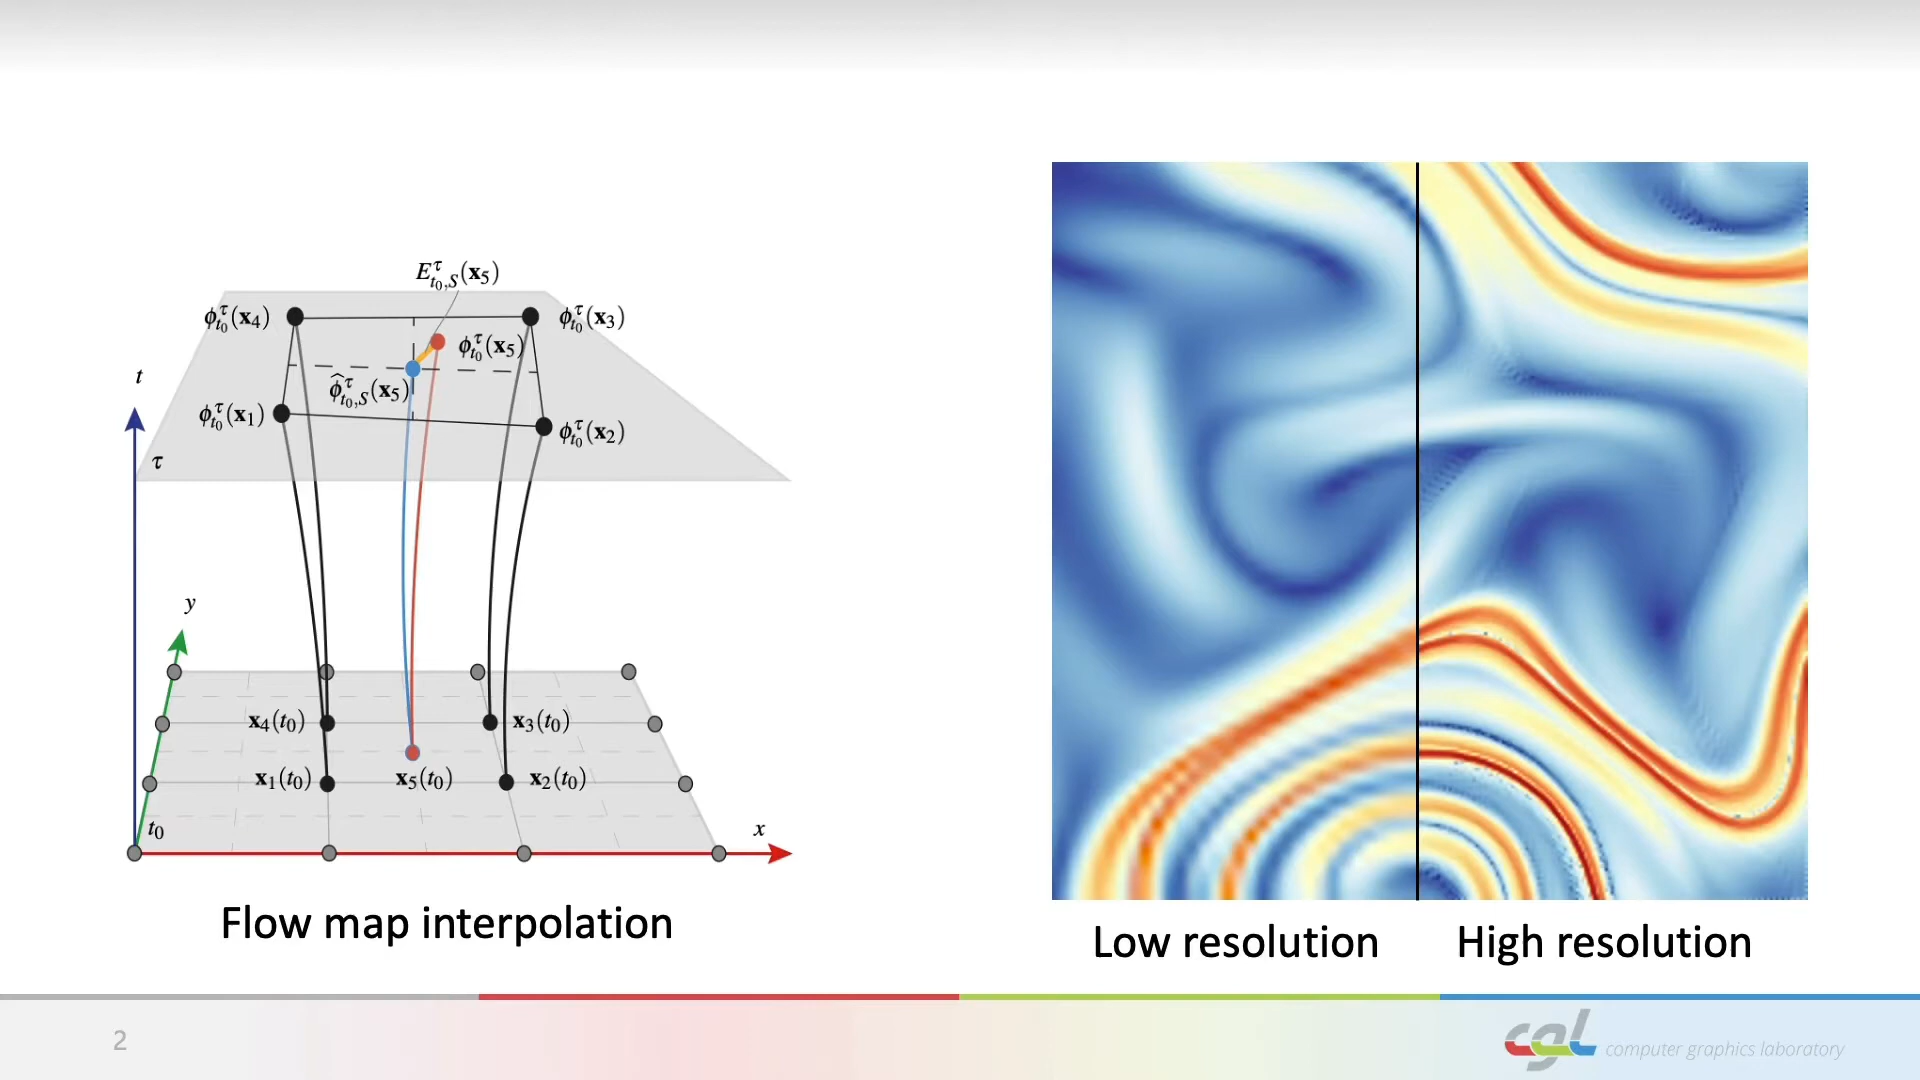 E^τ_{t₀,S}(x₅)
ϕ^τ_{t₀}(x₄)
ϕ^τ_{t₀}(x₃)
ϕ^τ_{t₀}(x₅)
t
ϕ̂^τ_{t₀,S}(x₅)
ϕ^τ_{t₀}(x₁)
ϕ^τ_{t₀}(x₂)
τ
y
x₄(t₀)
x₃(t₀)
x₁(t₀)
x₅(t₀)
x₂(t₀)
t₀
x
Flow map interpolation
Low resolution
High resolution
2
cgl computer graphics laboratory